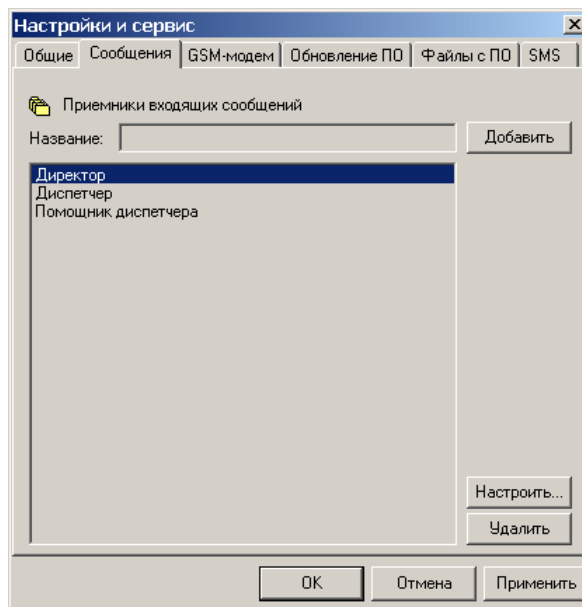 Настройки и сервис
Общие Сообщения GSM-модем Обновление ПО Файлы с ПО SMS
Приемники входящих сообщений
Название: Добавить
Директор
Диспетчер
Помощник диспетчера
Настроить...
Удалить
OK Отмена Применить